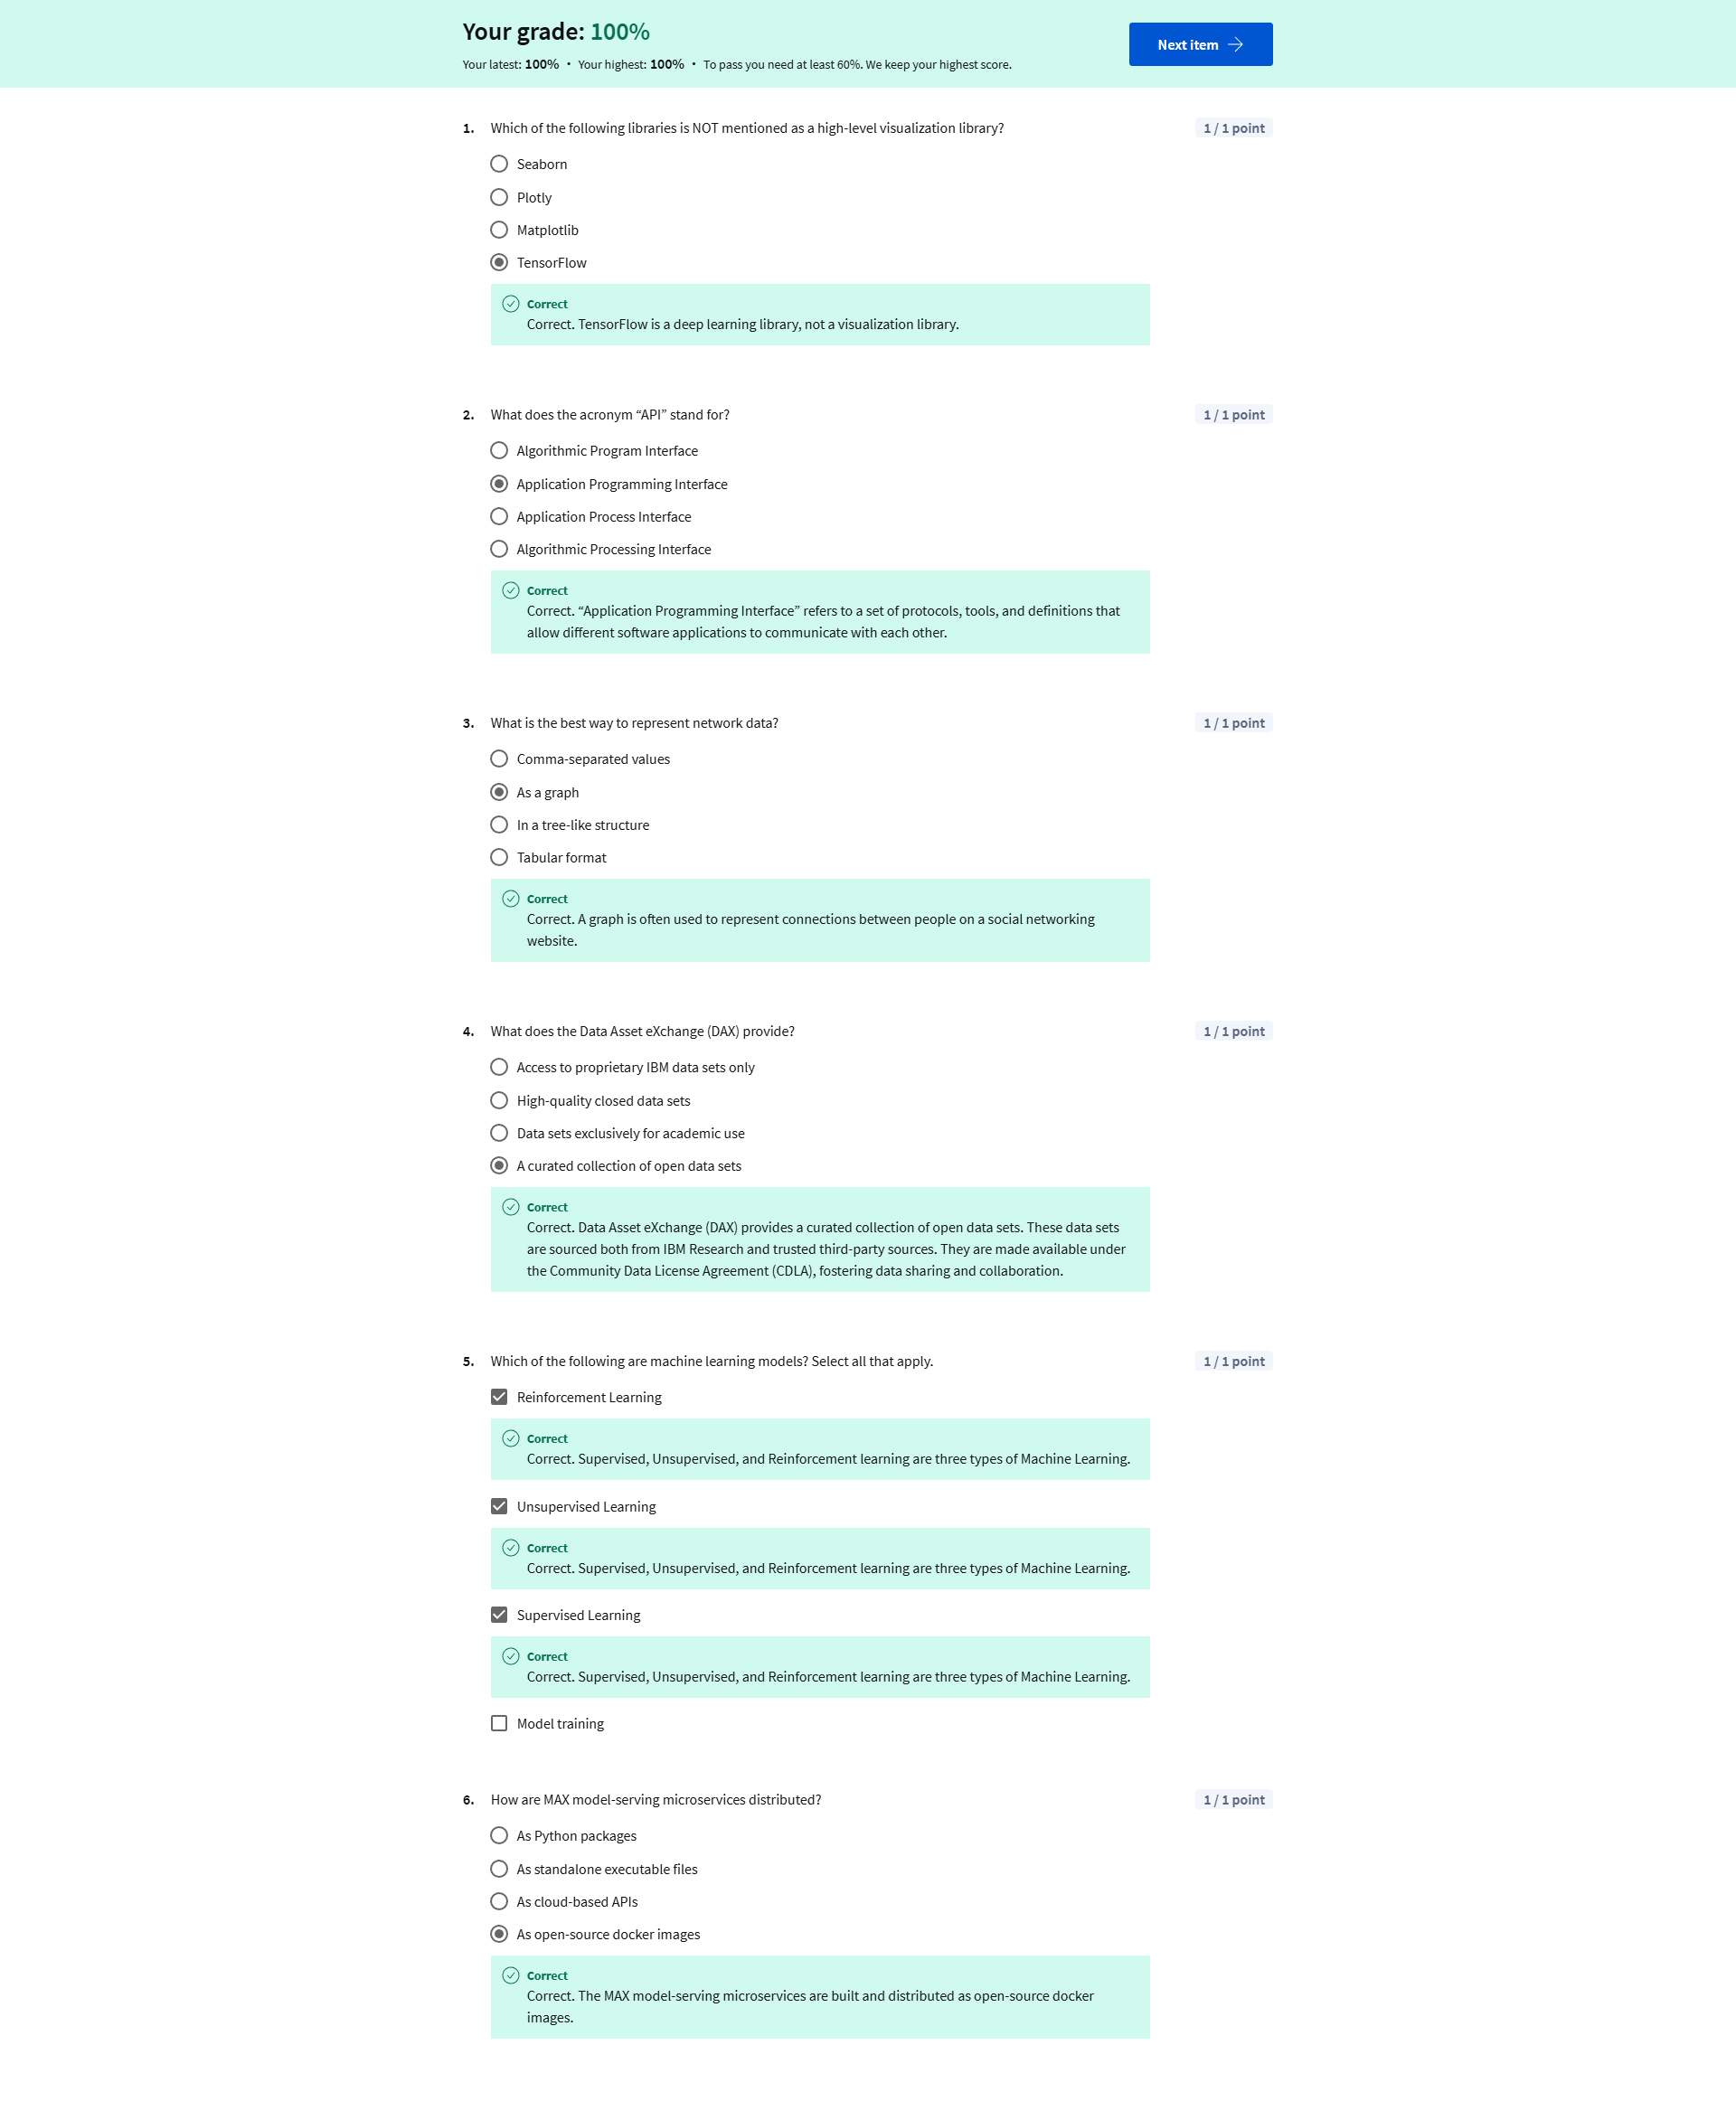 Your grade: 100%
Next item
Your latest: 100% • Your highest: 100% • To pass you need at least 60%. We keep your highest score.
1. Which of the following libraries is NOT mentioned as a high-level visualization library? 1 / 1 point
Seaborn
Plotly
Matplotlib
TensorFlow
Correct
Correct. TensorFlow is a deep learning library, not a visualization library.
2. What does the acronym “API” stand for? 1 / 1 point
Algorithmic Program Interface
Application Programming Interface
Application Process Interface
Algorithmic Processing Interface
Correct
Correct. “Application Programming Interface” refers to a set of protocols, tools, and definitions that
allow different software applications to communicate with each other.
3. What is the best way to represent network data? 1 / 1 point
Comma-separated values
As a graph
In a tree-like structure
Tabular format
Correct
Correct. A graph is often used to represent connections between people on a social networking
website.
4. What does the Data Asset eXchange (DAX) provide? 1 / 1 point
Access to proprietary IBM data sets only
High-quality closed data sets
Data sets exclusively for academic use
A curated collection of open data sets
Correct
Correct. Data Asset eXchange (DAX) provides a curated collection of open data sets. These data sets
are sourced both from IBM Research and trusted third-party sources. They are made available under
the Community Data License Agreement (CDLA), fostering data sharing and collaboration.
5. Which of the following are machine learning models? Select all that apply. 1 / 1 point
Reinforcement Learning
Correct
Correct. Supervised, Unsupervised, and Reinforcement learning are three types of Machine Learning.
Unsupervised Learning
Correct
Correct. Supervised, Unsupervised, and Reinforcement learning are three types of Machine Learning.
Supervised Learning
Correct
Correct. Supervised, Unsupervised, and Reinforcement learning are three types of Machine Learning.
Model training
6. How are MAX model-serving microservices distributed? 1 / 1 point
As Python packages
As standalone executable files
As cloud-based APIs
As open-source docker images
Correct
Correct. The MAX model-serving microservices are built and distributed as open-source docker
images.